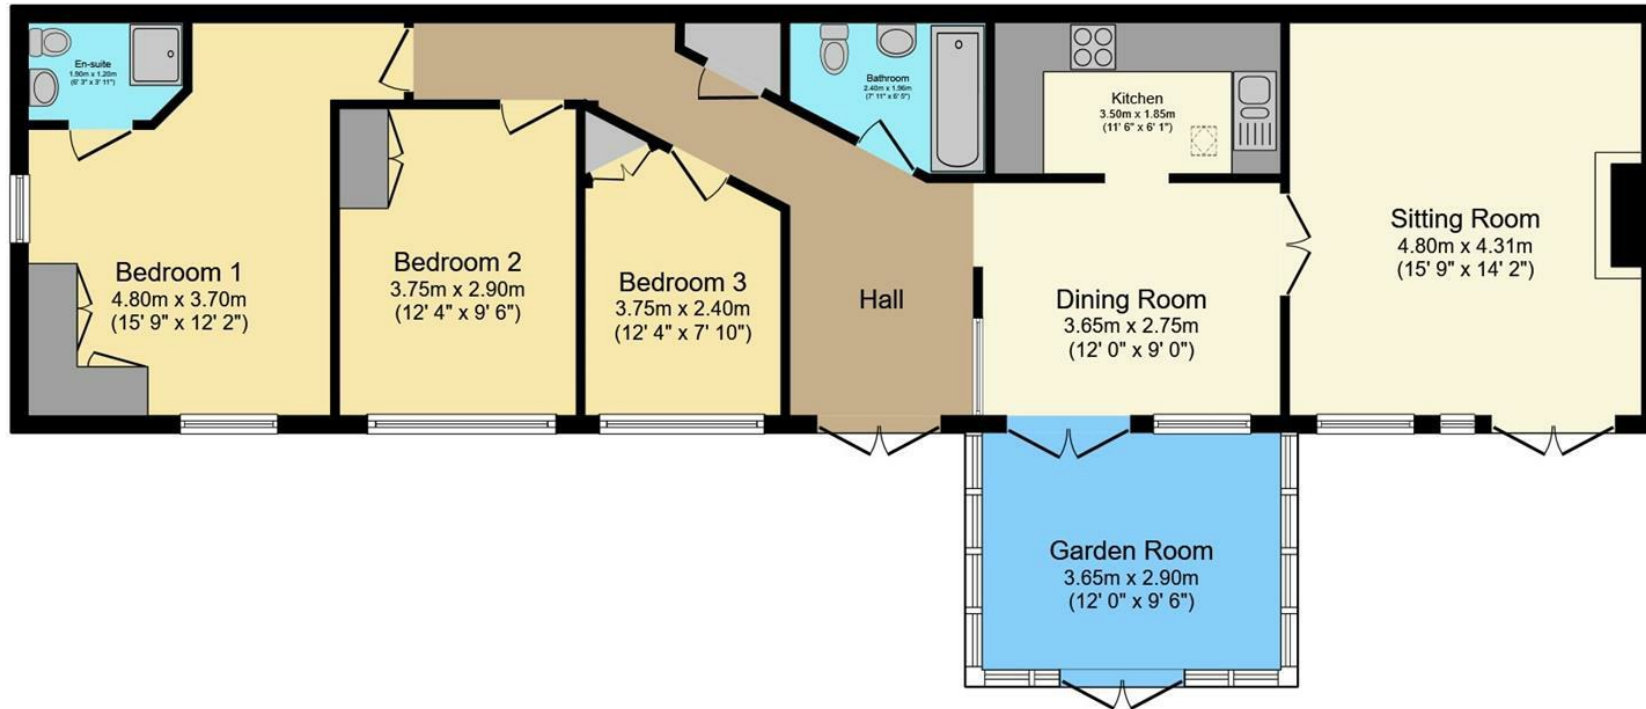 En-suite
1.90m x 1.20m
(6' 3" x 3' 11")
Bathroom
2.40m x 1.96m
(7' 11" x 6' 5")
Kitchen
3.50m x 1.85m
(11' 6" x 6' 1")
Bedroom 1
4.80m x 3.70m
(15' 9" x 12' 2")
Bedroom 2
3.75m x 2.90m
(12' 4" x 9' 6")
Bedroom 3
3.75m x 2.40m
(12' 4" x 7' 10")
Hall
Dining Room
3.65m x 2.75m
(12' 0" x 9' 0")
Sitting Room
4.80m x 4.31m
(15' 9" x 14' 2")
Garden Room
3.65m x 2.90m
(12' 0" x 9' 6")